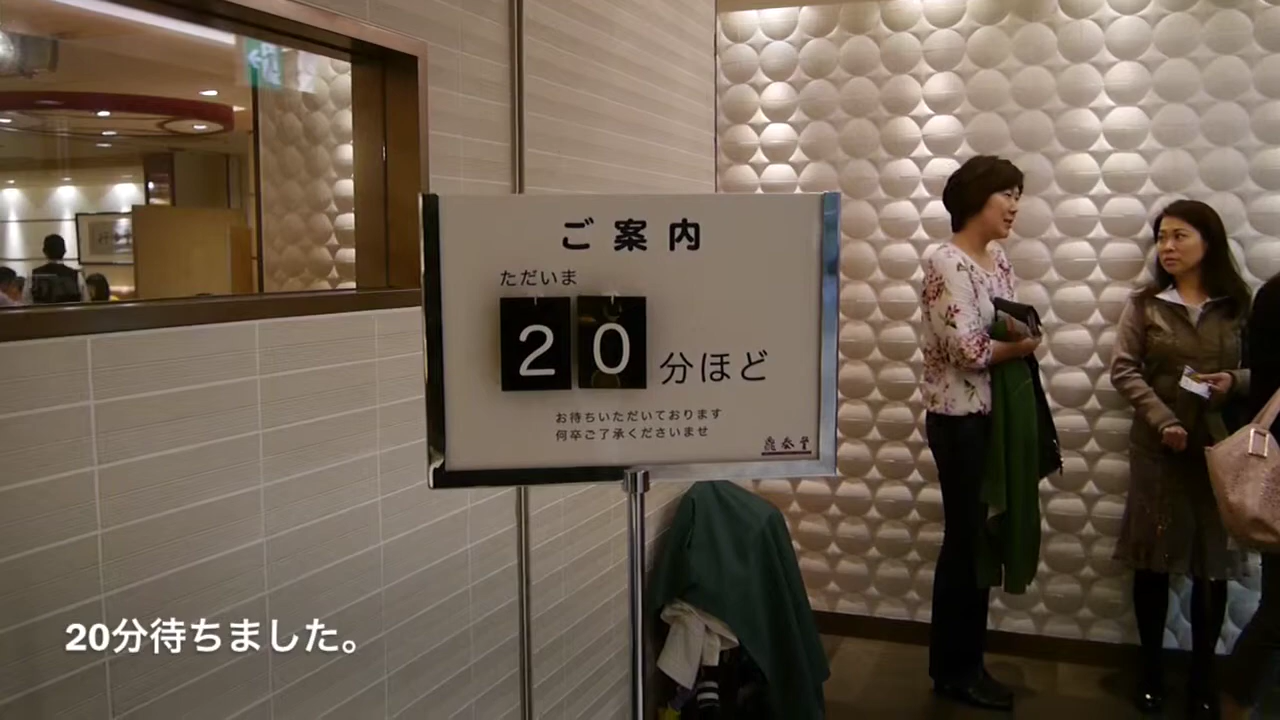 ご案内
ただいま
20分ほど
お待ちいただいております
何卒ご了承くださいませ
20分待ちました。